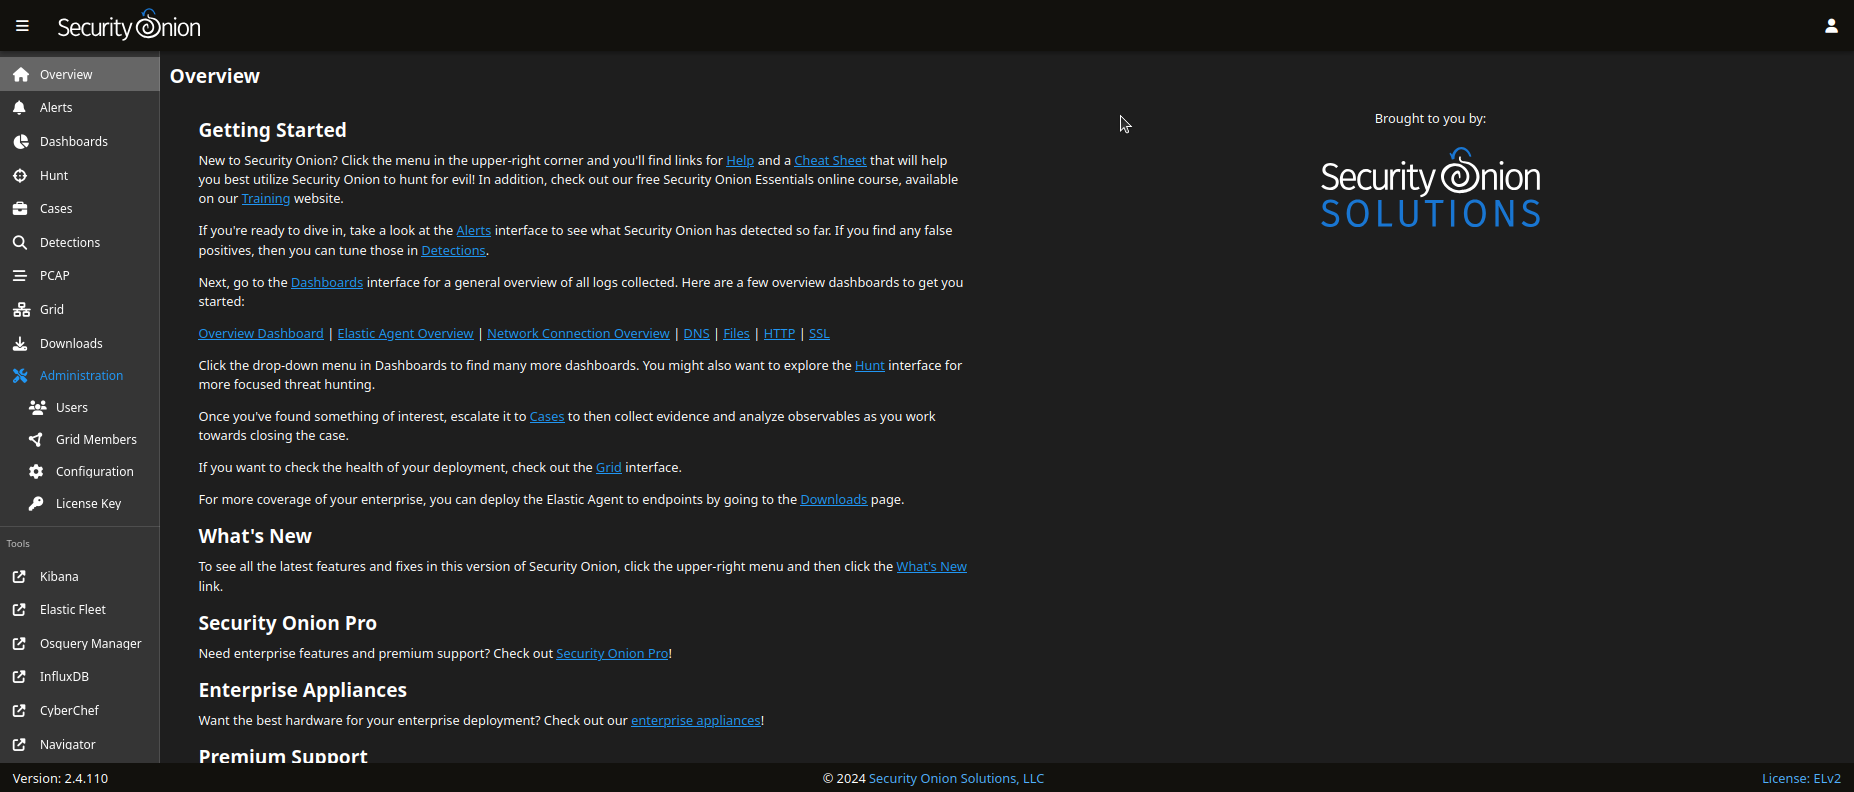 Security Onion
Overview
Alerts
Dashboards
Hunt
Cases
Detections
PCAP
Grid
Downloads
Administration
Users
Grid Members
Configuration
License Key
Tools
Kibana
Elastic Fleet
Osquery Manager
InfluxDB
CyberChef
Navigator
Overview
Getting Started
New to Security Onion? Click the menu in the upper-right corner and you'll find links for Help and a Cheat Sheet that will help
you best utilize Security Onion to hunt for evil! In addition, check out our free Security Onion Essentials online course, available
on our Training website.
If you're ready to dive in, take a look at the Alerts interface to see what Security Onion has detected so far. If you find any false
positives, then you can tune those in Detections.
Next, go to the Dashboards interface for a general overview of all logs collected. Here are a few overview dashboards to get you
started:
Overview Dashboard | Elastic Agent Overview | Network Connection Overview | DNS | Files | HTTP | SSL
Click the drop-down menu in Dashboards to find many more dashboards. You might also want to explore the Hunt interface for
more focused threat hunting.
Once you've found something of interest, escalate it to Cases to then collect evidence and analyze observables as you work
towards closing the case.
If you want to check the health of your deployment, check out the Grid interface.
For more coverage of your enterprise, you can deploy the Elastic Agent to endpoints by going to the Downloads page.
What's New
To see all the latest features and fixes in this version of Security Onion, click the upper-right menu and then click the What's New
link.
Security Onion Pro
Need enterprise features and premium support? Check out Security Onion Pro!
Enterprise Appliances
Want the best hardware for your enterprise deployment? Check out our enterprise appliances!
Premium Support
Brought to you by:
Security Onion
SOLUTIONS
Version: 2.4.110
© 2024 Security Onion Solutions, LLC
License: ELv2